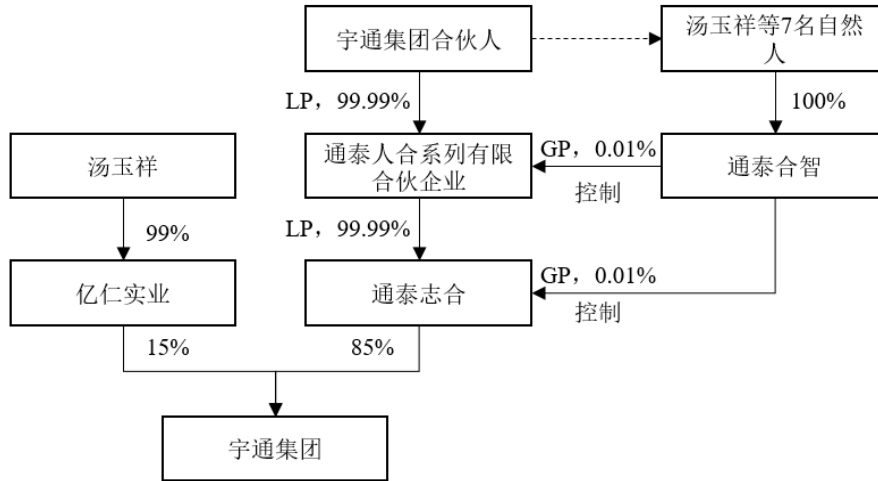 宇通集团合伙人
汤玉祥等7名自然
人
LP，99.99%
100%
汤玉祥
通泰人合系列有限
合伙企业
GP，0.01%
控制
通泰合智
99%
LP，99.99%
亿仁实业
通泰志合
GP，0.01%
控制
15%
85%
宇通集团